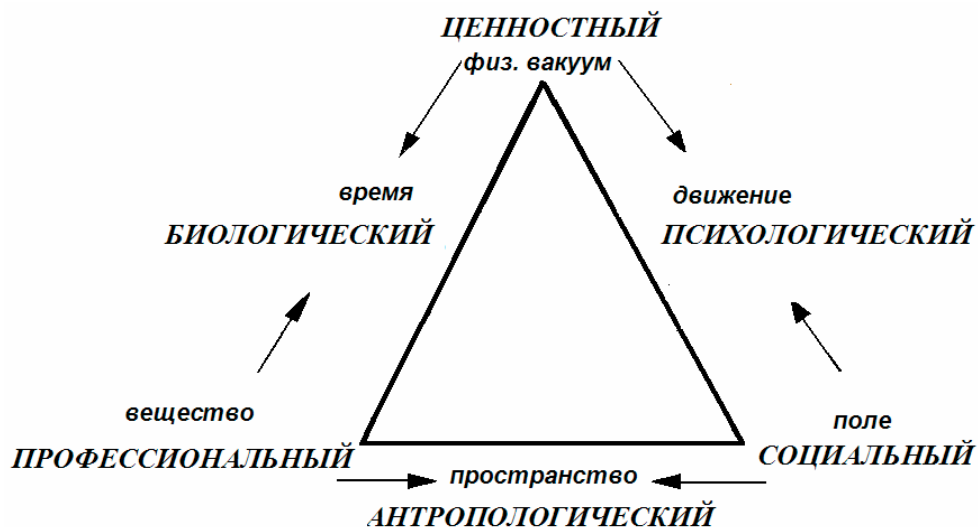 ЦЕННОСТНЫЙ
физ. вакуум
время
БИОЛОГИЧЕСКИЙ
движение
ПСИХОЛОГИЧЕСКИЙ
вещество
ПРОФЕССИОНАЛЬНЫЙ
поле
СОЦИАЛЬНЫЙ
пространство
АНТРОПОЛОГИЧЕСКИЙ